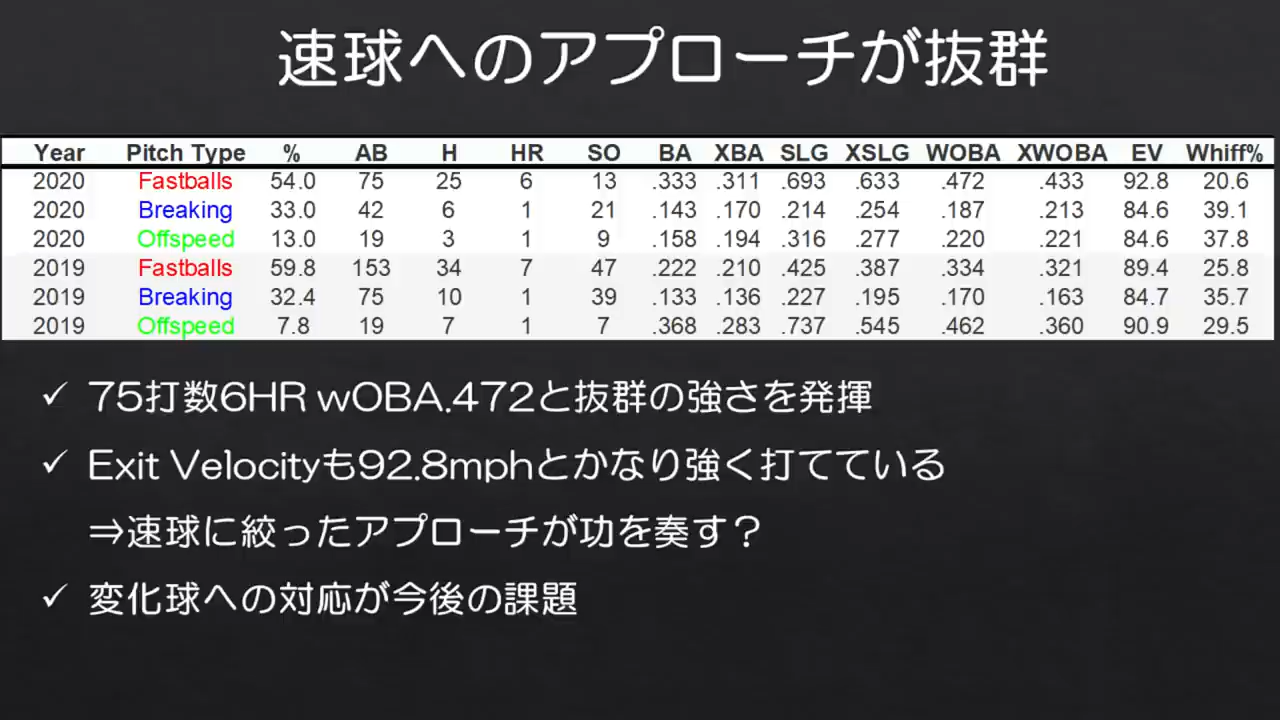 速球へのアプローチが抜群
Year Pitch Type % AB H HR SO BA XBA SLG XSLG WOBA XWOBA EV Whiff%
2020 Fastballs 54.0 75 25 6 13 .333 .311 .693 .633 .472 .433 92.8 20.6
2020 Breaking 33.0 42 6 1 21 .143 .170 .214 .254 .187 .213 84.6 39.1
2020 Offspeed 13.0 19 3 1 9 .158 .194 .316 .277 .220 .221 84.6 37.8
2019 Fastballs 59.8 153 34 7 47 .222 .210 .425 .387 .334 .321 89.4 25.8
2019 Breaking 32.4 75 10 1 39 .133 .136 .227 .195 .170 .163 84.7 35.7
2019 Offspeed 7.8 19 7 1 7 .368 .283 .737 .545 .462 .360 90.9 29.5
✓ 75打数6HR wOBA.472と抜群の強さを発揮
✓ Exit Velocityも92.8mphとかなり強く打てている
⇒速球に絞ったアプローチが功を奏す？
✓ 変化球への対応が今後の課題